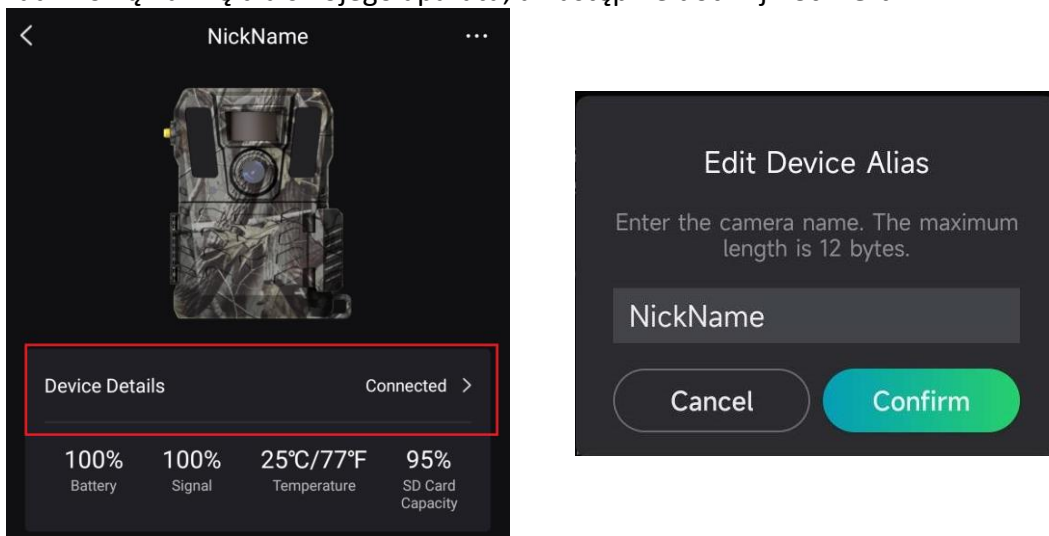 NickName
Device Details
Connected
100%
Battery
100%
Signal
25℃/77℉
Temperature
95%
SD Card
Capacity
Edit Device Alias
Enter the camera name. The maximum
length is 12 bytes.
NickName
Cancel
Confirm